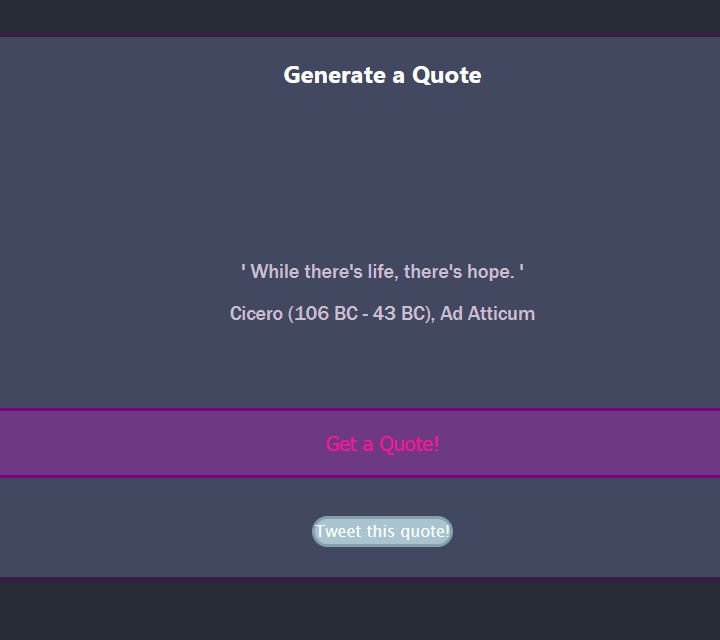 Generate a Quote
' While there's life, there's hope. '
Cicero (106 BC - 43 BC), Ad Atticum
Get a Quote!
Tweet this quote!